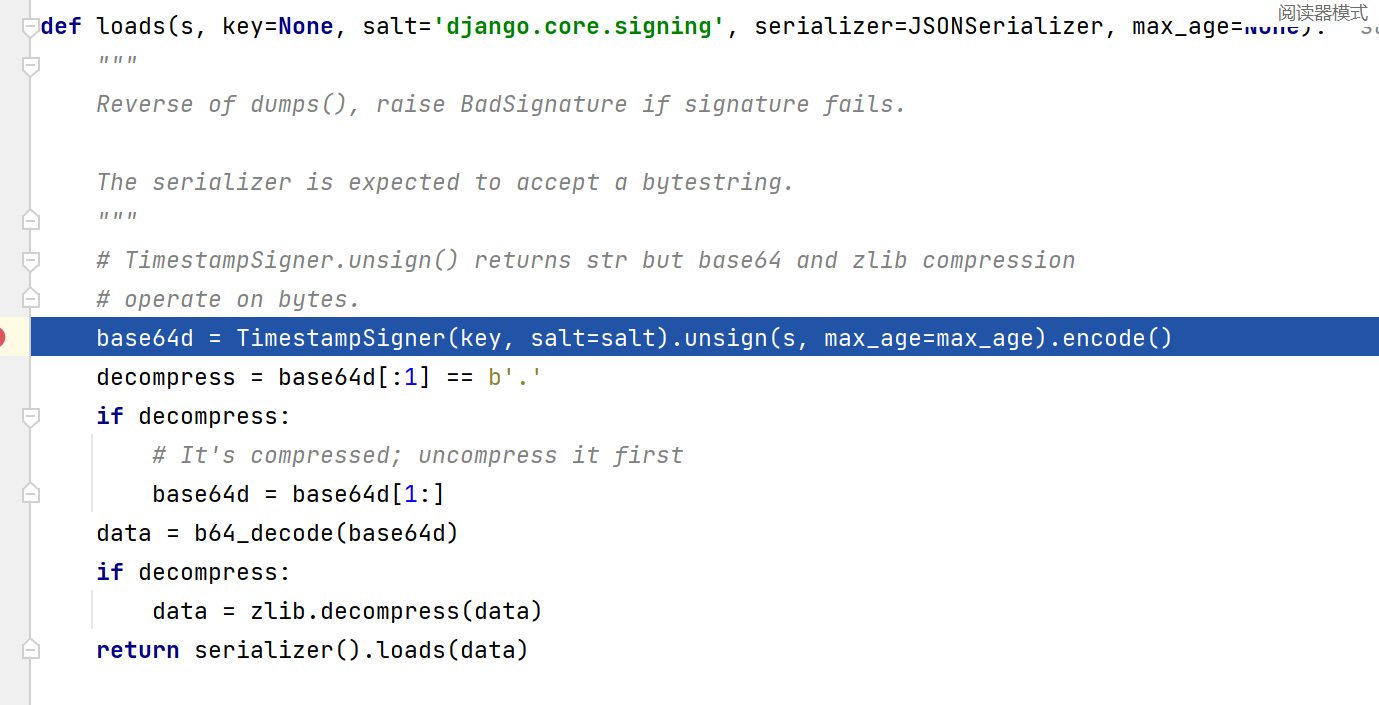 阅读器模式
def loads(s, key=None, salt='django.core.signing', serializer=JSONSerializer, max_age=None):
    """
    Reverse of dumps(), raise BadSignature if signature fails.

    The serializer is expected to accept a bytestring.
    """
    # TimestampSigner.unsign() returns str but base64 and zlib compression
    # operate on bytes.
    base64d = TimestampSigner(key, salt=salt).unsign(s, max_age=max_age).encode()
    decompress = base64d[:1] == b'.'
    if decompress:
        # It's compressed; uncompress it first
        base64d = base64d[1:]
    data = b64_decode(base64d)
    if decompress:
        data = zlib.decompress(data)
    return serializer().loads(data)